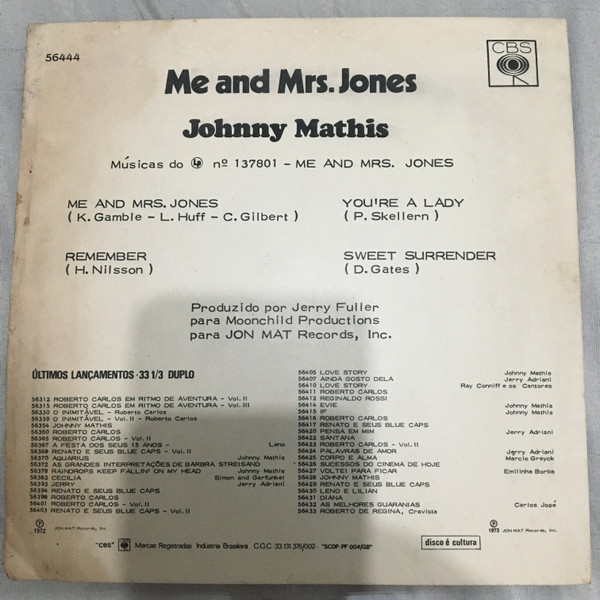 56444
CBS
Me and Mrs. Jones
Johnny Mathis
Músicas do LP nº 137801 - ME AND MRS. JONES
ME AND MRS. JONES
( K. Gamble - L. Huff - C. Gilbert )
YOU'RE A LADY
( P. Skellern )
REMEMBER
( H. Nilsson )
SWEET SURRENDER
( D. Gates )
Produzido por Jerry Fuller
para Moonchild Productions
para JON MAT Records, Inc.
ÚLTIMOS LANÇAMENTOS · 33 1/3 DUPLO
56312 ROBERTO CARLOS EM RITMO DE AVENTURA - Vol. II
56315 ROBERTO CARLOS EM RITMO DE AVENTURA - Vol. III
56330 O INIMITÁVEL - Roberto Carlos
56339 O INIMITÁVEL - Vol. II - Roberto Carlos
56354 JOHNNY MATHIS
56360 ROBERTO CARLOS
56365 ROBERTO CARLOS - Vol. II
56367 A FESTA DOS SEUS 15 ANOS - Leno
56368 RENATO E SEUS BLUE CAPS - Vol. II
56370 AQUARIUS Johnny Mathis
56372 AS GRANDES INTERPRETAÇÕES DE BARBRA STREISAND
56378 RAINDROPS KEEP FALLIN' ON MY HEAD Johnny Mathis
56382 CECILIA Simon and Garfunkel
56393 JERRY Jerry Adriani
56394 RENATO E SEUS BLUE CAPS
56398 ROBERTO CARLOS
56401 ROBERTO CARLOS - Vol. II
56403 RENATO E SEUS BLUE CAPS - Vol. II
56405 LOVE STORY Johnny Mathis
56407 AINDA GOSTO DELA Jerry Adriani
56410 LOVE STORY Ray Conniff e os Cantores
56411 ROBERTO CARLOS
56412 REGINALDO ROSSI
56414 EVIE Johnny Mathis
56415 IF Johnny Mathis
56416 ROBERTO CARLOS
56417 RENATO E SEUS BLUE CAPS
56420 PENSA EM MIM Jerry Adriani
56422 SANTANA
56423 ROBERTO CARLOS - Vol. II
56424 PALAVRAS DE AMOR Jerry Adriani
56425 CORPO E ALMA Marcio Greyck
56426 SUCESSOS DO CINEMA DE HOJE
56427 VOLTEI PARA FICAR Emilinha Borba
56428 JOHNNY MATHIS
56429 RENATO E SEUS BLUE CAPS
56430 LENO E LILIAN
56431 DIANA
56432 AS MELHORES GUARANIAS Carlos José
56433 ROBERTO DE REGINA, Cravista
Ⓟ 1972 JON MAT Records, Inc.
Ⓟ 1973 JON MAT Records, Inc.
"CBS" Marcas Registradas Indústria Brasileira C.G.C 33.131.376/002 - "SCDP-PF 004/GB"
disco é cultura